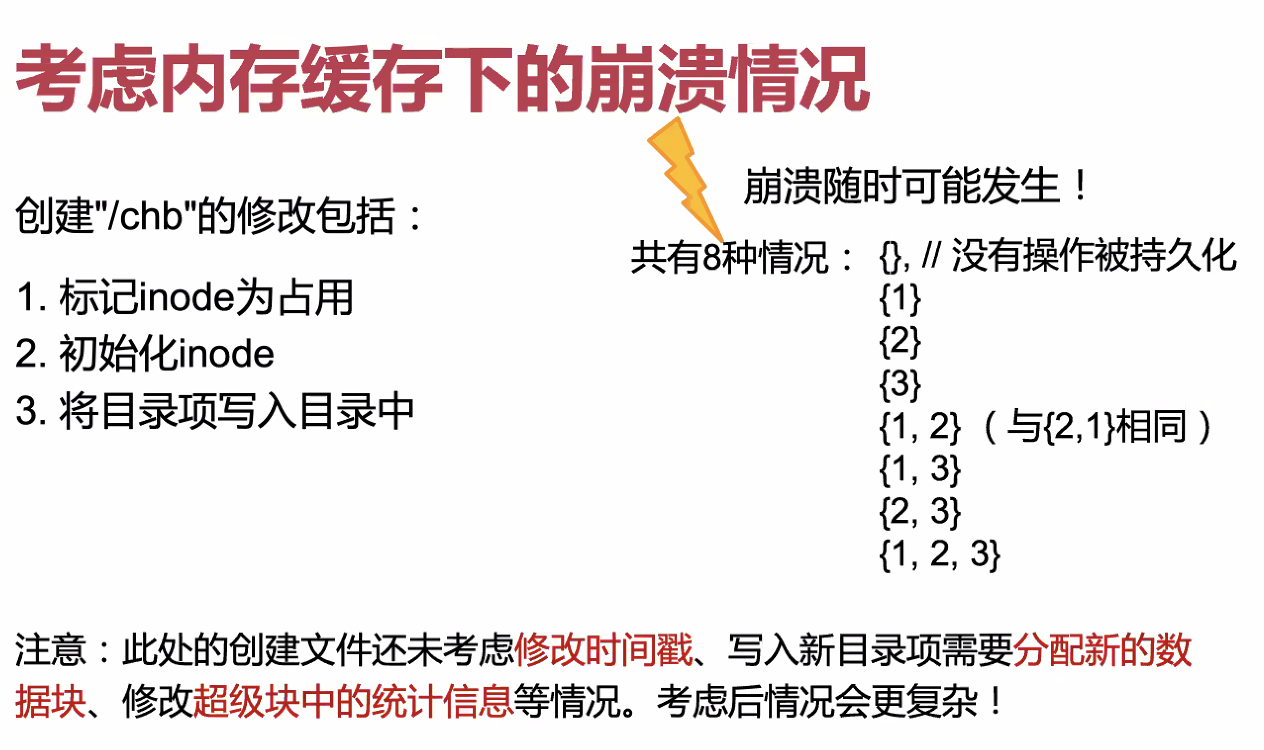 考虑内存缓存下的崩溃情况
崩溃随时可能发生！
创建"/chb"的修改包括：
1. 标记inode为占用
2. 初始化inode
3. 将目录项写入目录中
共有8种情况： {}, // 没有操作被持久化
{1}
{2}
{3}
{1, 2}（与{2,1}相同）
{1, 3}
{2, 3}
{1, 2, 3}
注意：此处的创建文件还未考虑修改时间戳、写入新目录项需要分配新的数
据块、修改超级块中的统计信息等情况。考虑后情况会更复杂！